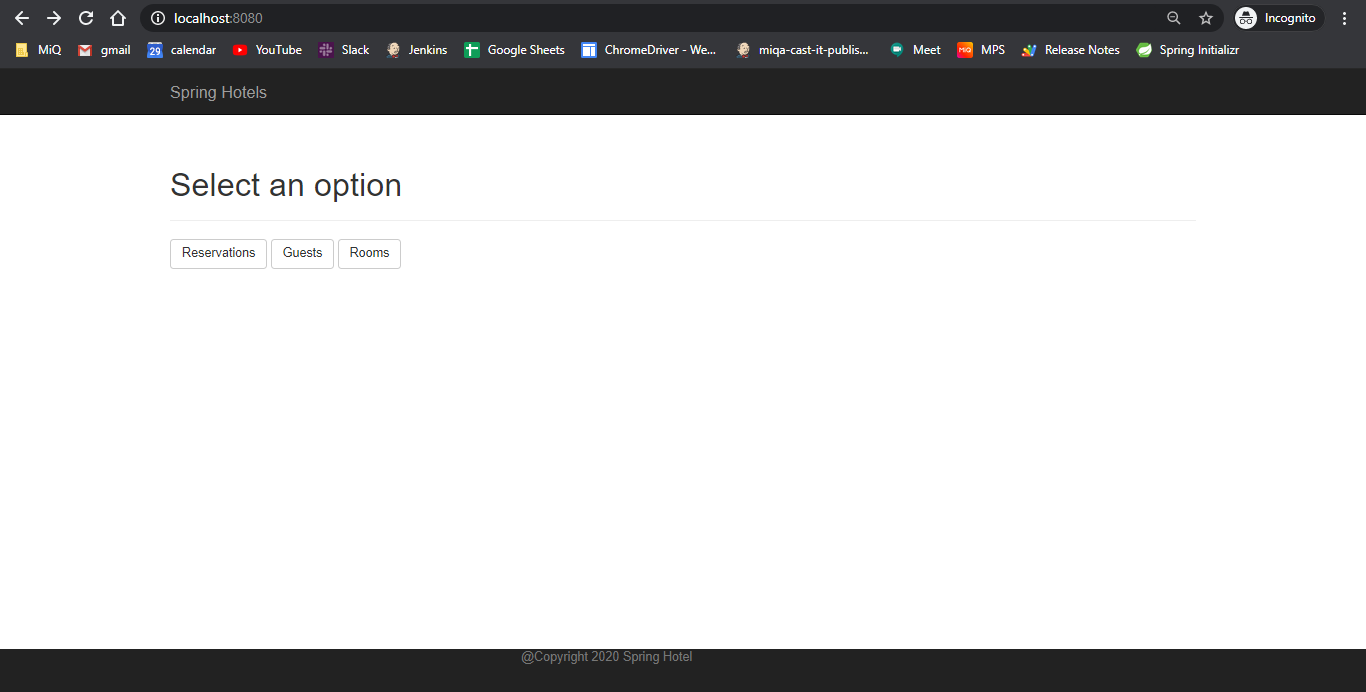 localhost:8080 Incognito
MiQ gmail 29 calendar YouTube Slack Jenkins Google Sheets ChromeDriver - We... miqa-cast-it-publis... Meet MiQ MPS Release Notes Spring Initializr
Spring Hotels
Select an option
Reservations Guests Rooms
@Copyright 2020 Spring Hotel